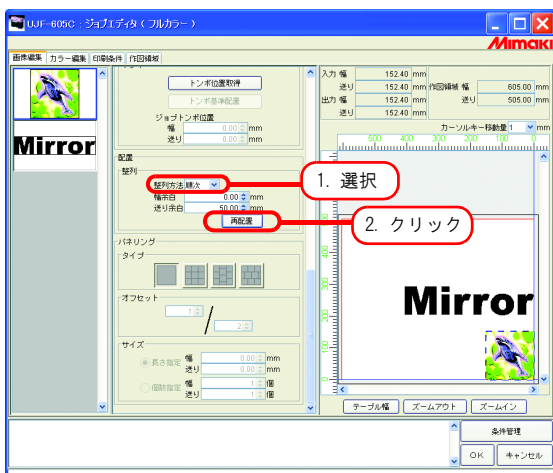 UJF-605C : ジョブエディタ ( フルカラー )
Mimaki
画像編集 カラー編集 印刷条件 作図領域
Mirror
トンボ位置取得
トンボ基準配置
ジョブトンボ位置
幅 0.00 mm
送り 0.00 mm
配置
整列
整列方法 順次
幅余白 0.00 mm
送り余白 50.00 mm
再配置
パネリング
タイプ
オフセット
1 / 2
サイズ
長さ指定 幅 0.00 mm
送り 0.00 mm
個数指定 幅 1 個
送り 1 個
1. 選択
2. クリック
入力 幅 152.40 mm
送り 152.40 mm 作図領域 幅 605.00 mm
出力 幅 152.40 mm 送り 505.00 mm
送り 152.40 mm
カーソルキー移動量 1 mm
500 400 300 200 100 0
Mirror
テーブル幅 ズームアウト ズームイン
条件管理
OK キャンセル